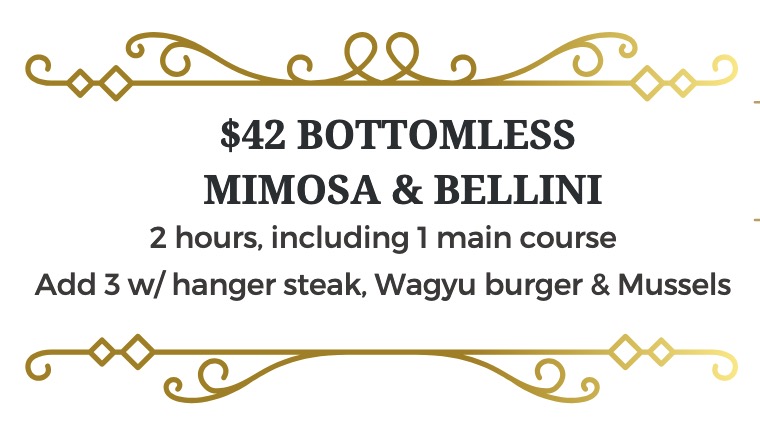 $42 BOTTOMLESS
MIMOSA & BELLINI
2 hours, including 1 main course
Add 3 w/ hanger steak, Wagyu burger & Mussels